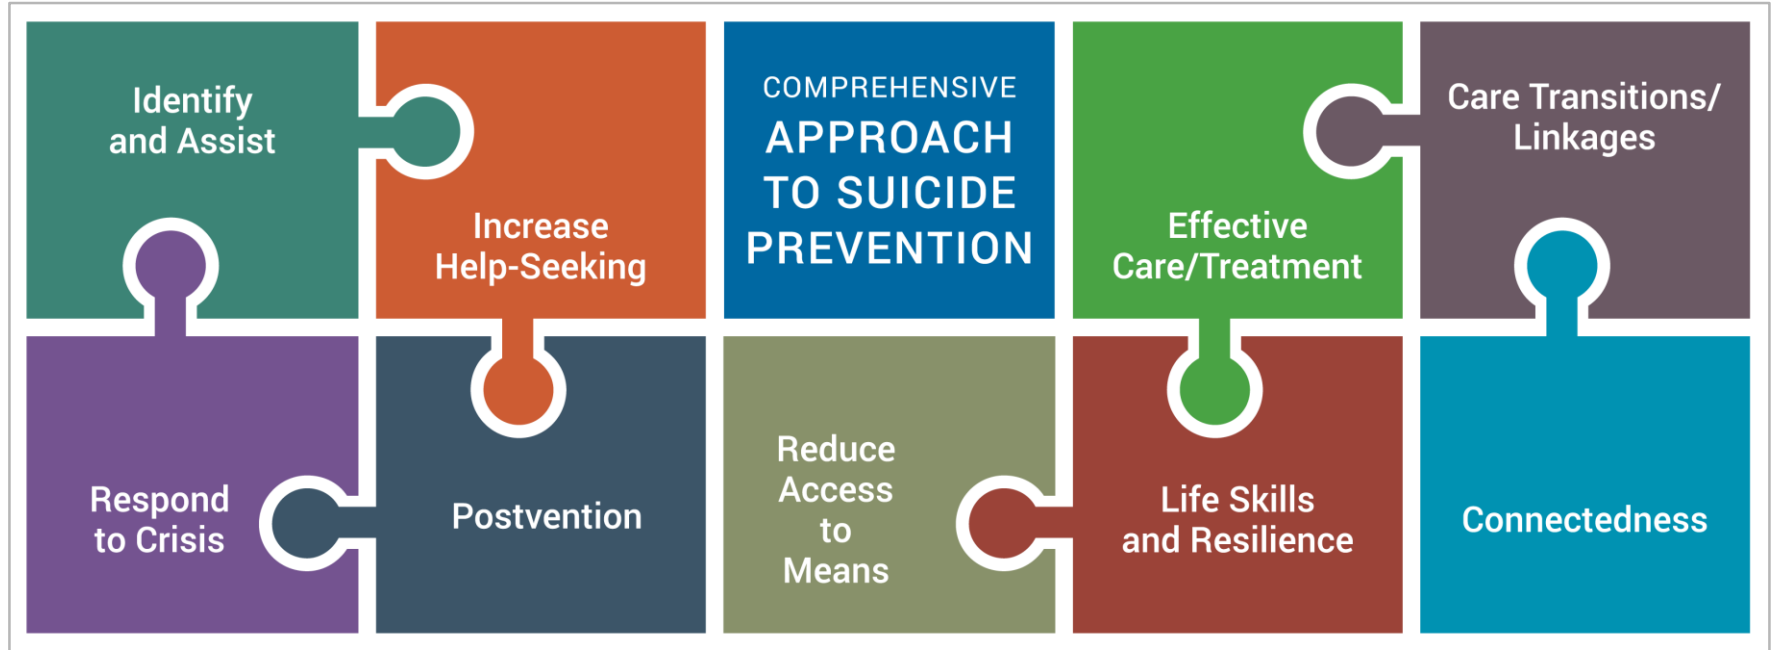 Identify
and Assist
Increase
Help-Seeking
COMPREHENSIVE
APPROACH
TO SUICIDE
PREVENTION
Effective
Care/Treatment
Care Transitions/
Linkages
Respond
to Crisis
Postvention
Reduce
Access
to
Means
Life Skills
and Resilience
Connectedness